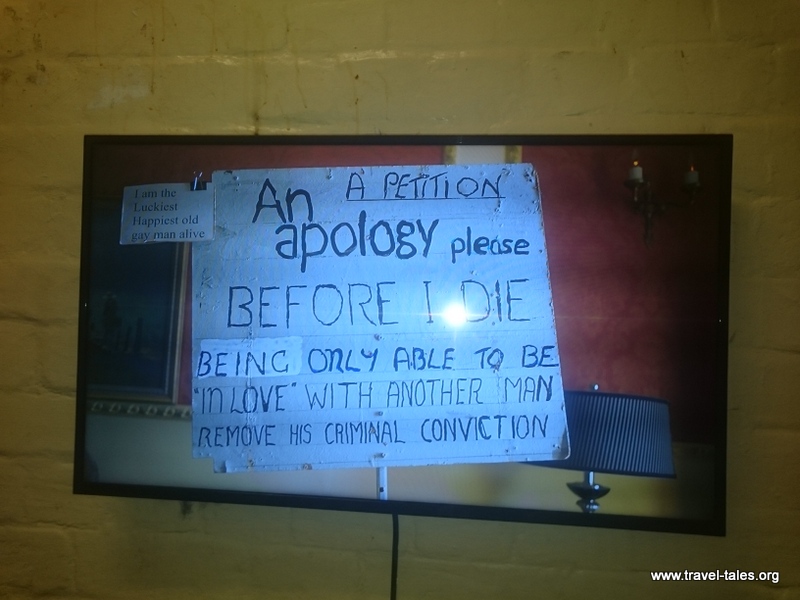 I am the
Luckiest
Happiest old
gay man alive
A PETITION
An
apology please
BEFORE I DIE
BEING ONLY ABLE TO BE
"IN LOVE" WITH ANOTHER MAN
REMOVE HIS CRIMINAL CONVICTION
www.travel-tales.org